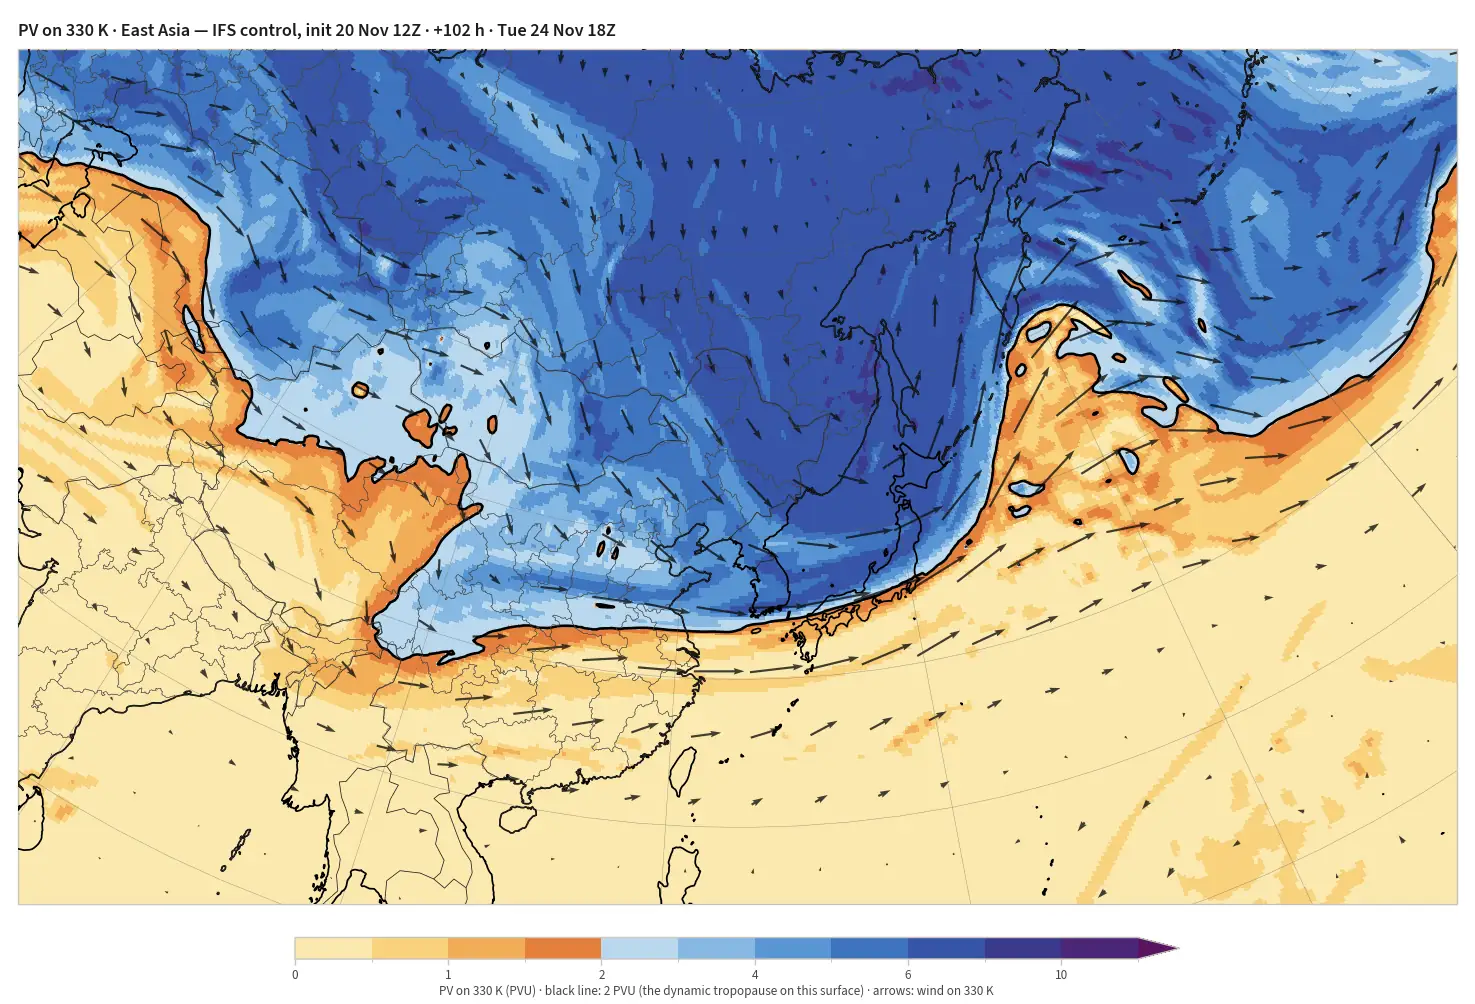 PV on 330 K · East Asia — IFS control, init 20 Nov 12Z · +102 h · Tue 24 Nov 18Z
0 1 2 4 6 10
PV on 330 K (PVU) · black line: 2 PVU (the dynamic tropopause on this surface) · arrows: wind on 330 K